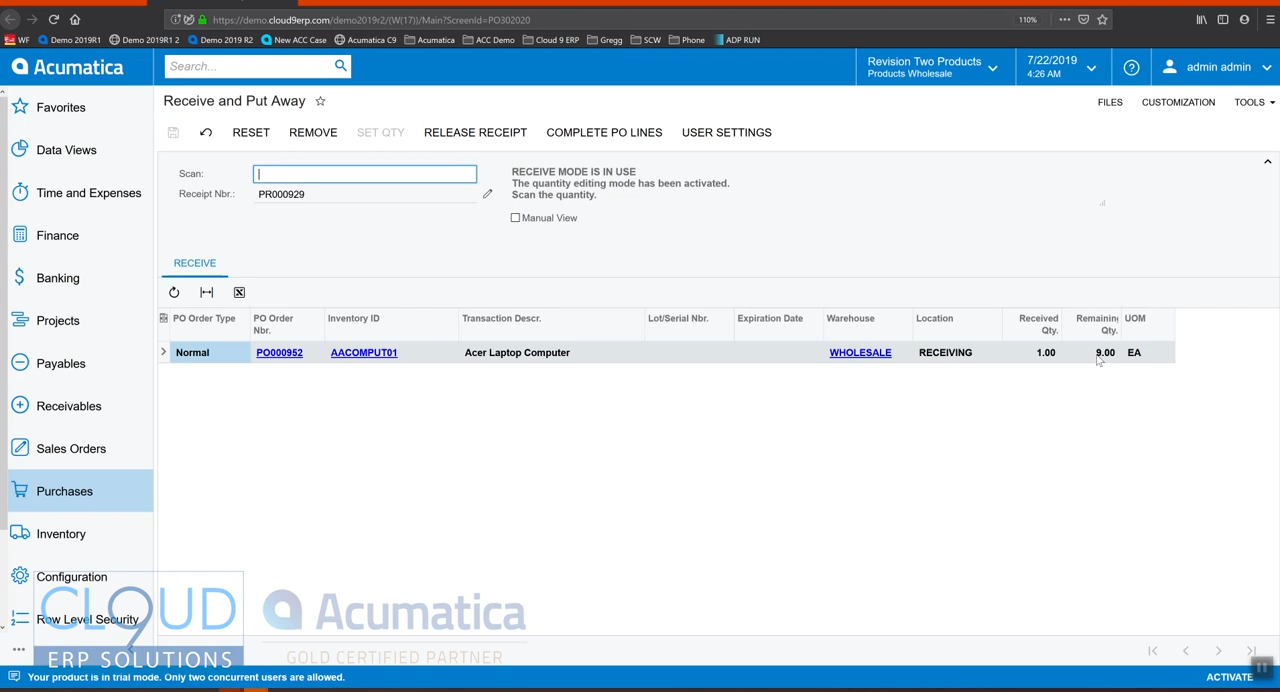 https://demo.cloud9erp.com/demo2019r2/(W(17))/Main?ScreenId=PO302020
110%
WF
Demo 2019R1
Demo 2019R1 2
Demo 2019 R2
New ACC Case
Acumatica C9
Acumatica
ACC Demo
Cloud 9 ERP
Gregg
SCW
Phone
ADP RUN
Acumatica
Search...
Revision Two Products
Products Wholesale
7/22/2019
4:26 AM
admin admin
Favorites
Data Views
Time and Expenses
Finance
Banking
Projects
Payables
Receivables
Sales Orders
Purchases
Inventory
Configuration
Row Level Security
Receive and Put Away
FILES
CUSTOMIZATION
TOOLS
RESET
REMOVE
SET QTY
RELEASE RECEIPT
COMPLETE PO LINES
USER SETTINGS
Scan:
Receipt Nbr.:
PR000929
RECEIVE MODE IS IN USE
The quantity editing mode has been activated.
Scan the quantity.
Manual View
RECEIVE
PO Order Type
PO Order
Nbr.
Inventory ID
Transaction Descr.
Lot/Serial Nbr.
Expiration Date
Warehouse
Location
Received
Qty.
Remaining
Qty.
UOM
Normal
PO000952
AACOMPUT01
Acer Laptop Computer
WHOLESALE
RECEIVING
1.00
9.00
EA
CL9UD
ERP SOLUTIONS
Acumatica
GOLD CERTIFIED PARTNER
Your product is in trial mode. Only two concurrent users are allowed.
ACTIVATE